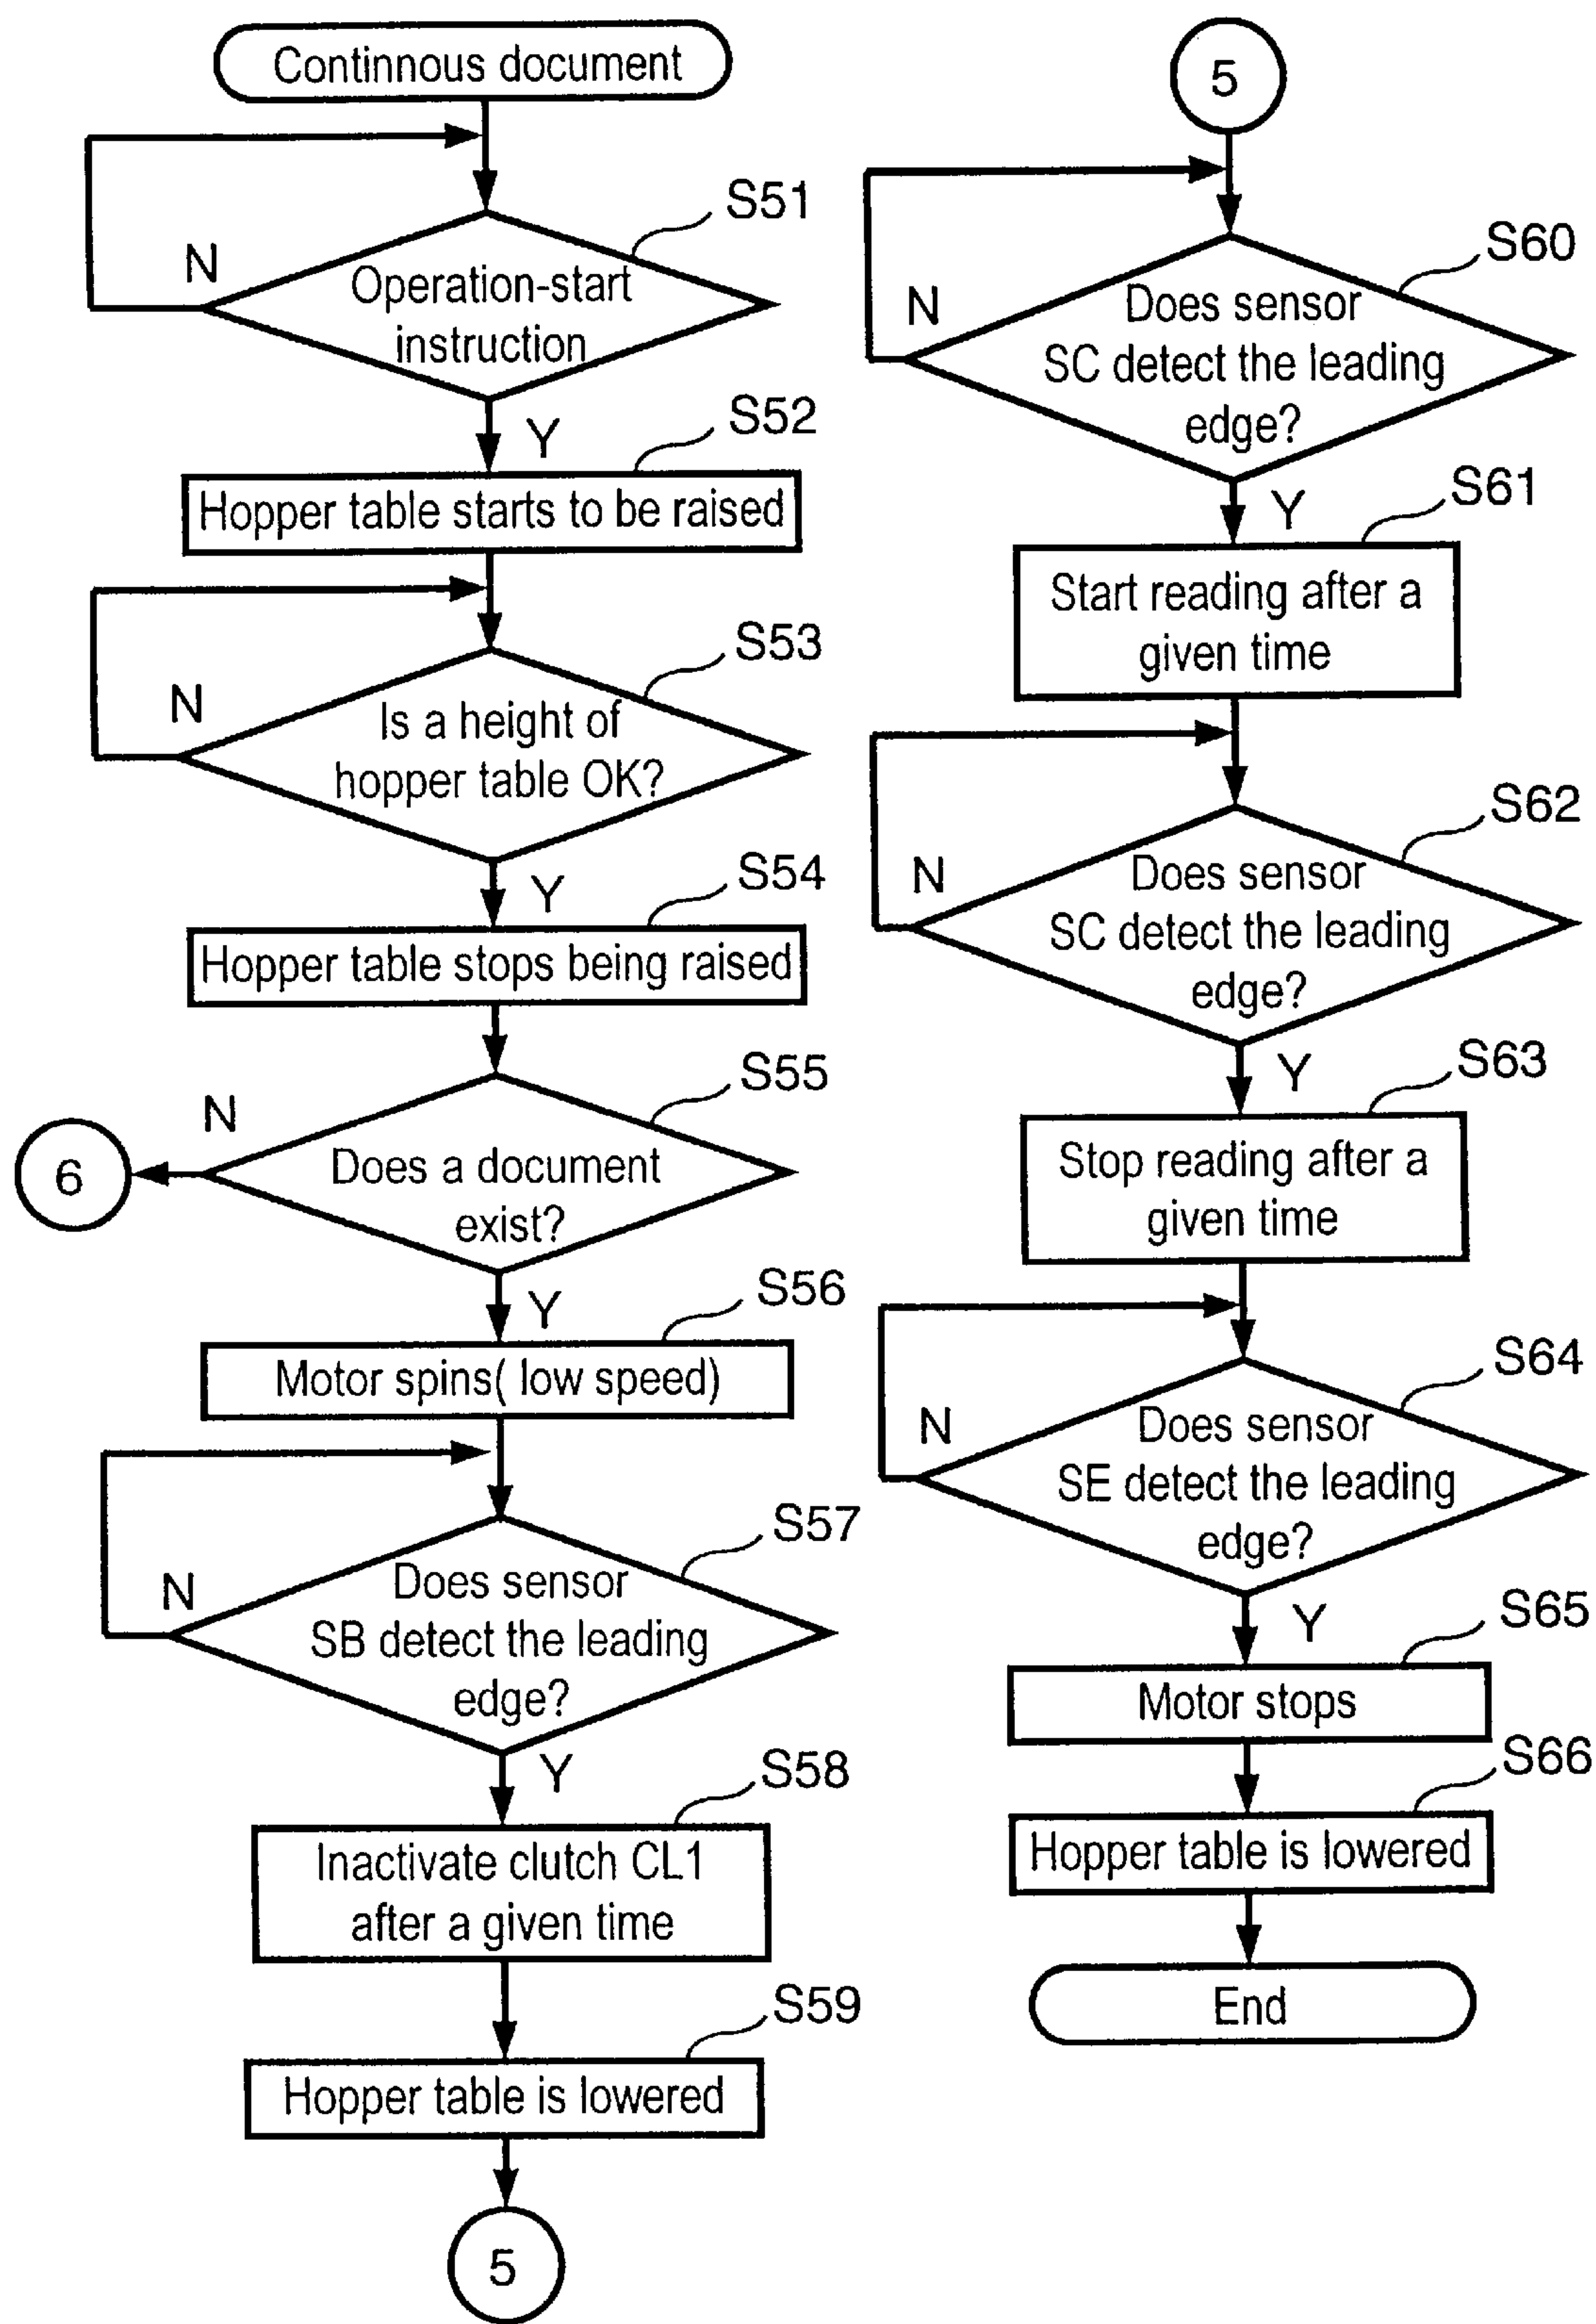 Continnous document
S51
N
Operation-start
instruction
Y
S52
Hopper table starts to be raised
S53
N
Is a height of
hopper table OK?
Y
S54
Hopper table stops being raised
S55
N
6
Does a document
exist?
Y
S56
Motor spins( low speed)
S57
N
Does sensor
SB detect the leading
edge?
Y
S58
Inactivate clutch CL1
after a given time
S59
Hopper table is lowered
5
5
S60
N
Does sensor
SC detect the leading
edge?
Y
S61
Start reading after a
given time
S62
N
Does sensor
SC detect the leading
edge?
Y
S63
Stop reading after a
given time
S64
N
Does sensor
SE detect the leading
edge?
Y
S65
Motor stops
S66
Hopper table is lowered
End